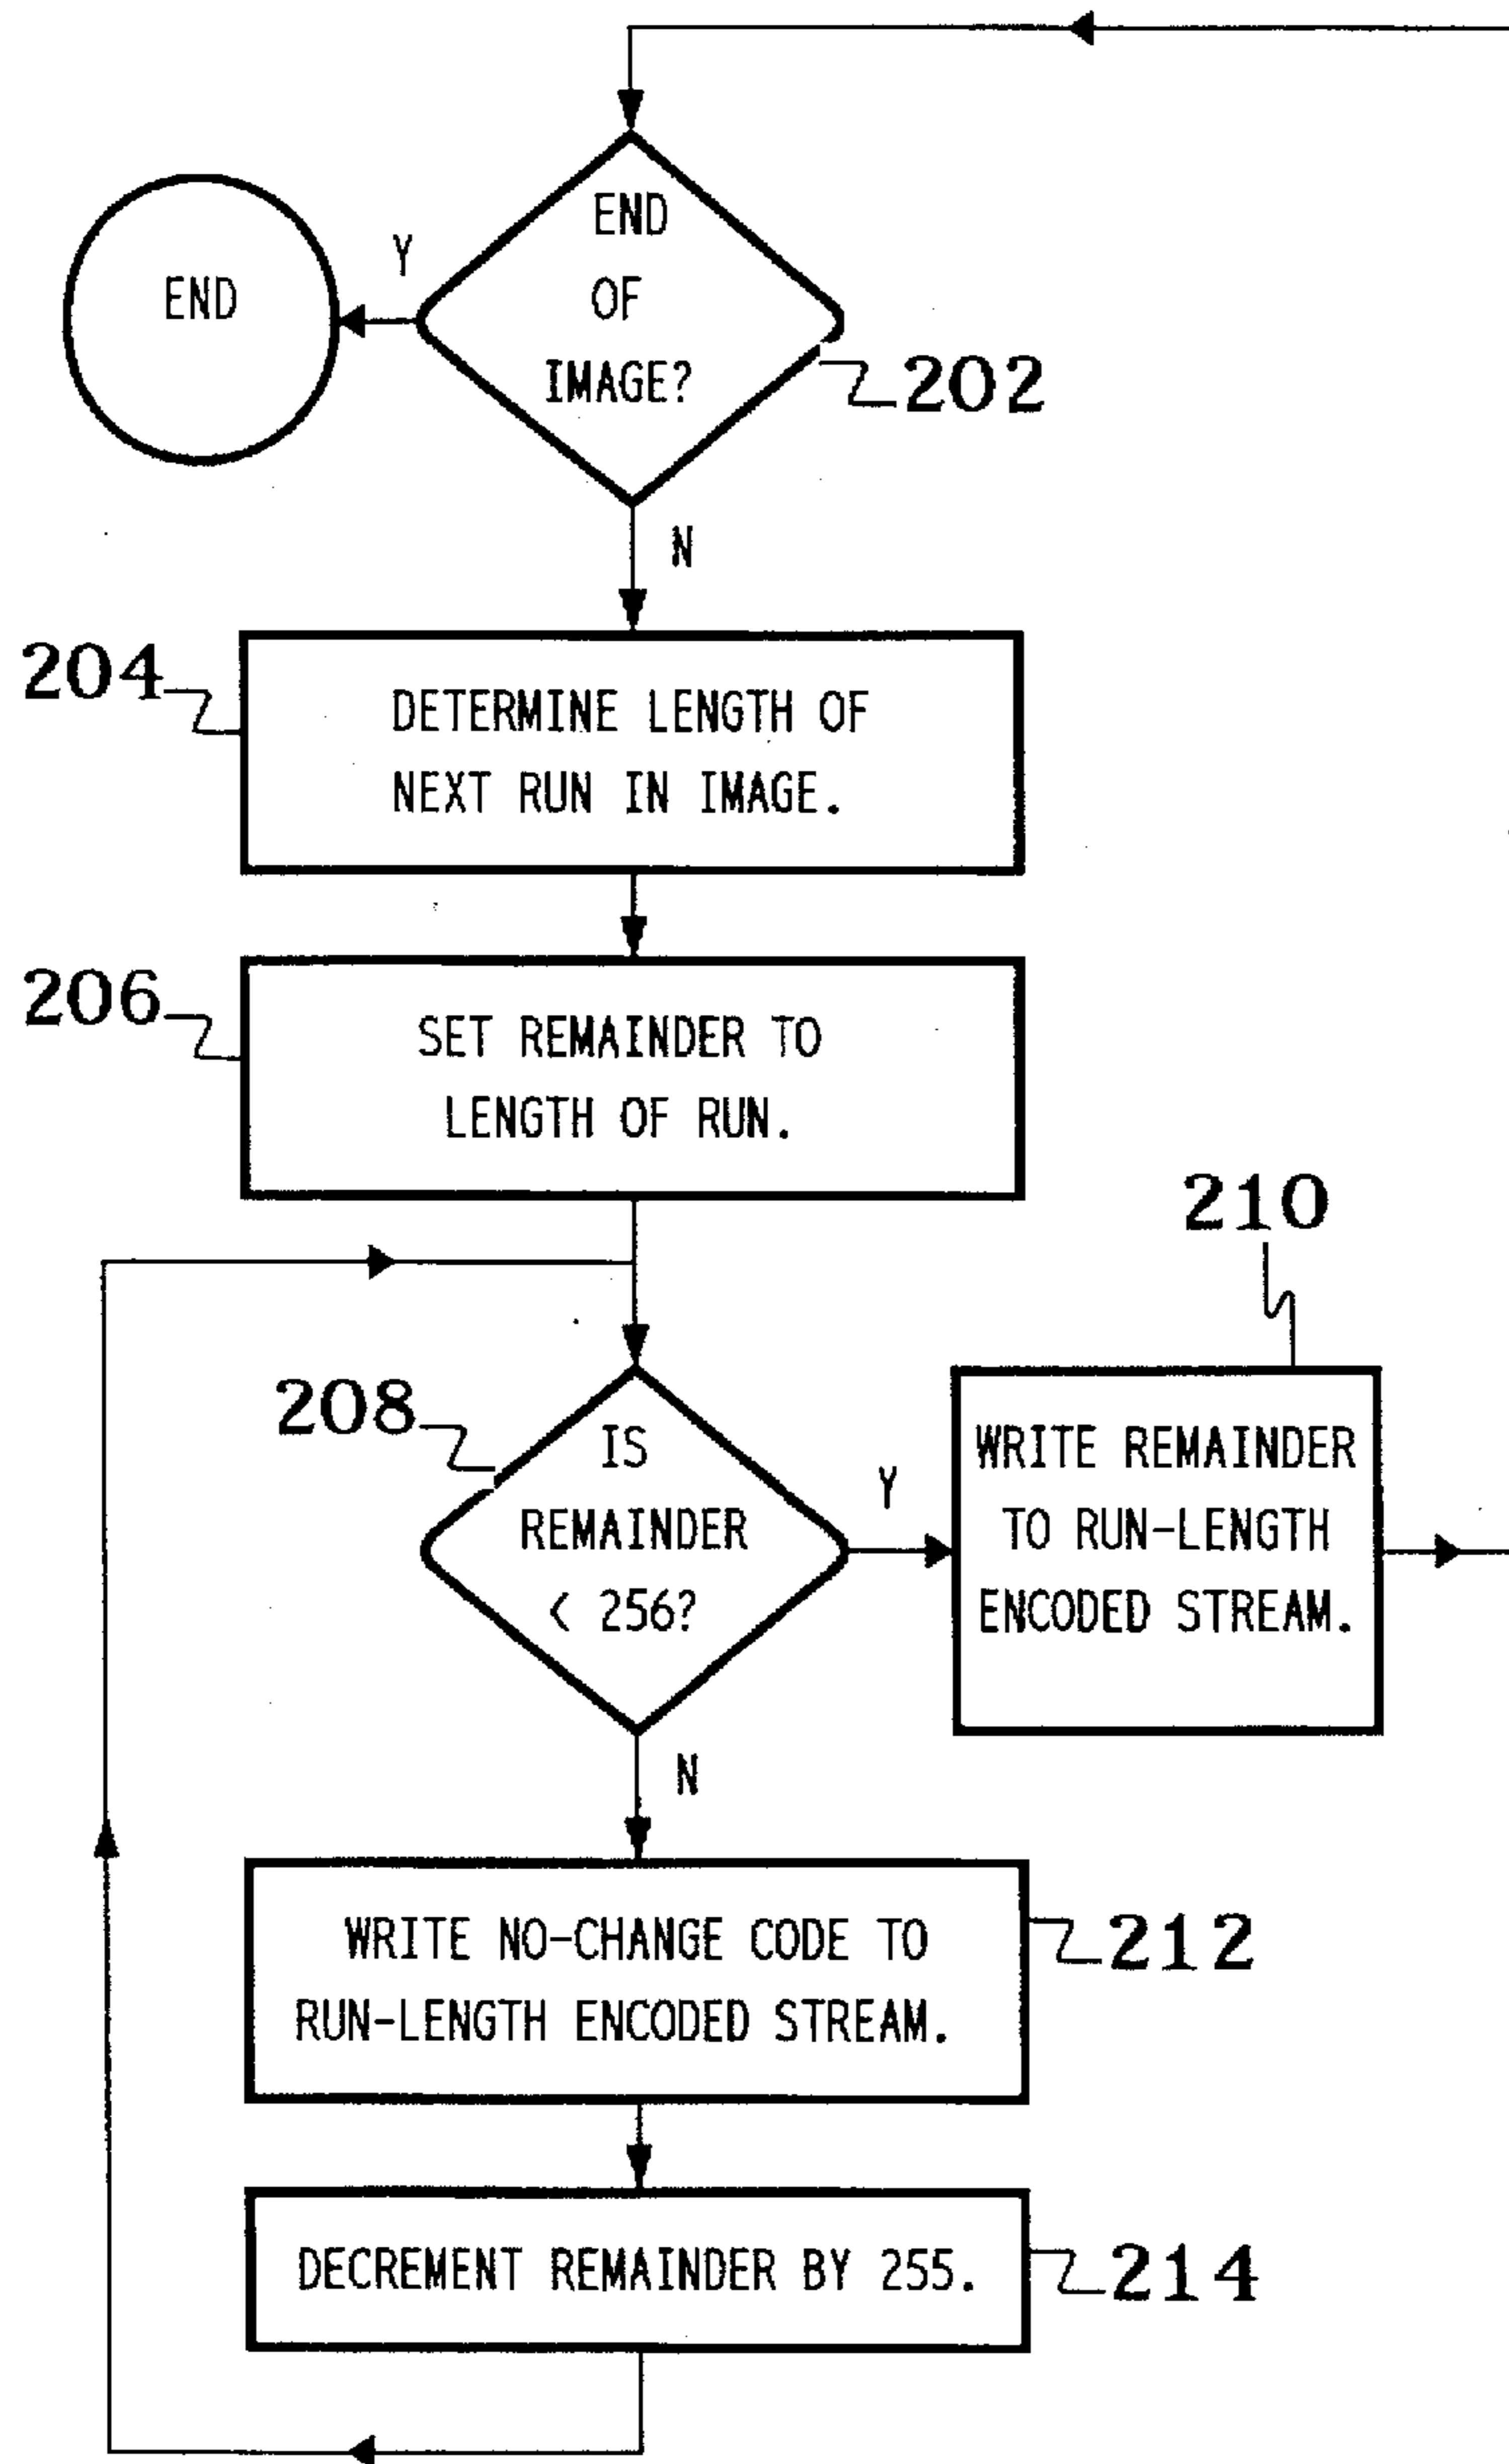 END
OF
IMAGE?
Y
END
202
N
204
DETERMINE LENGTH OF
NEXT RUN IN IMAGE.
206
SET REMAINDER TO
LENGTH OF RUN.
208
IS
REMAINDER
< 256?
Y
210
WRITE REMAINDER
TO RUN-LENGTH
ENCODED STREAM.
N
WRITE NO-CHANGE CODE TO
RUN-LENGTH ENCODED STREAM.
212
DECREMENT REMAINDER BY 255.
214